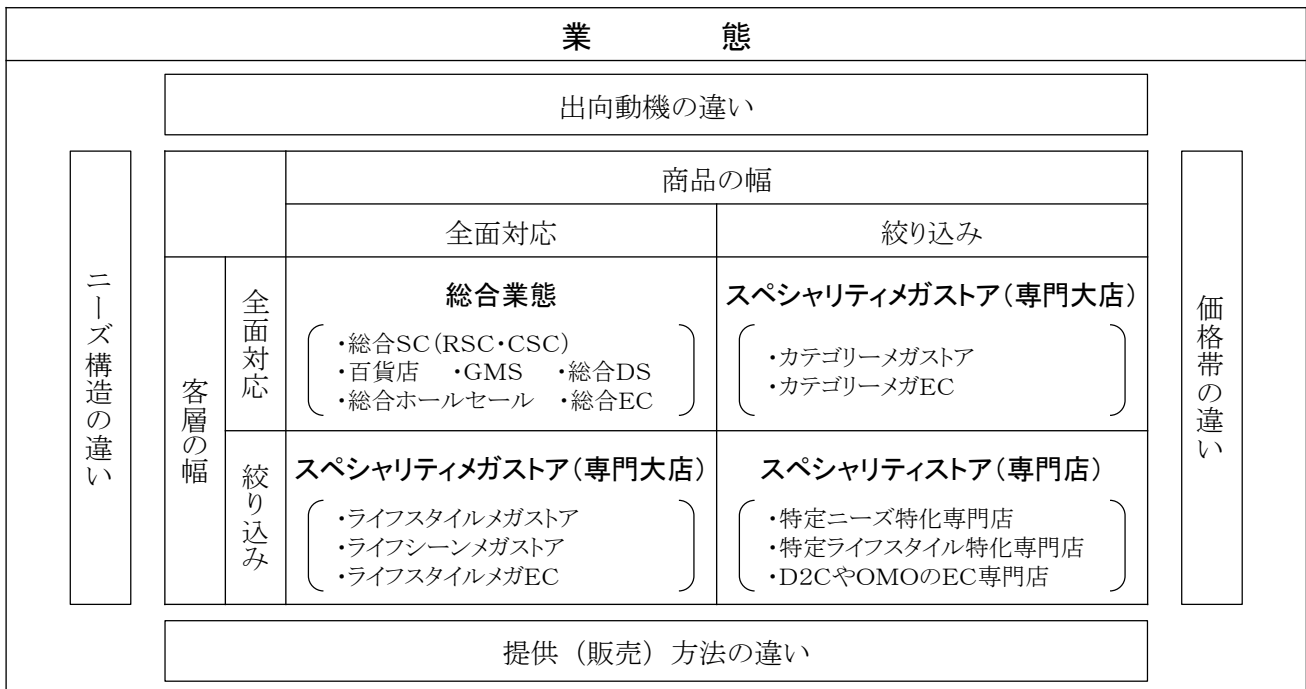 業態
出向動機の違い
ニーズ構造の違い
商品の幅
全面対応
絞り込み
客層の幅
全面対応
総合業態
・総合SC(RSC・CSC)
・百貨店 ・GMS ・総合DS
・総合ホールセール ・総合EC
スペシャリティメガストア(専門大店)
・カテゴリーメガストア
・カテゴリーメガEC
絞り込み
スペシャリティメガストア(専門大店)
・ライフスタイルメガストア
・ライフシーンメガストア
・ライフスタイルメガEC
スペシャリティストア(専門店)
・特定ニーズ特化専門店
・特定ライフスタイル特化専門店
・D2CやOMOのEC専門店
価格帯の違い
提供（販売）方法の違い